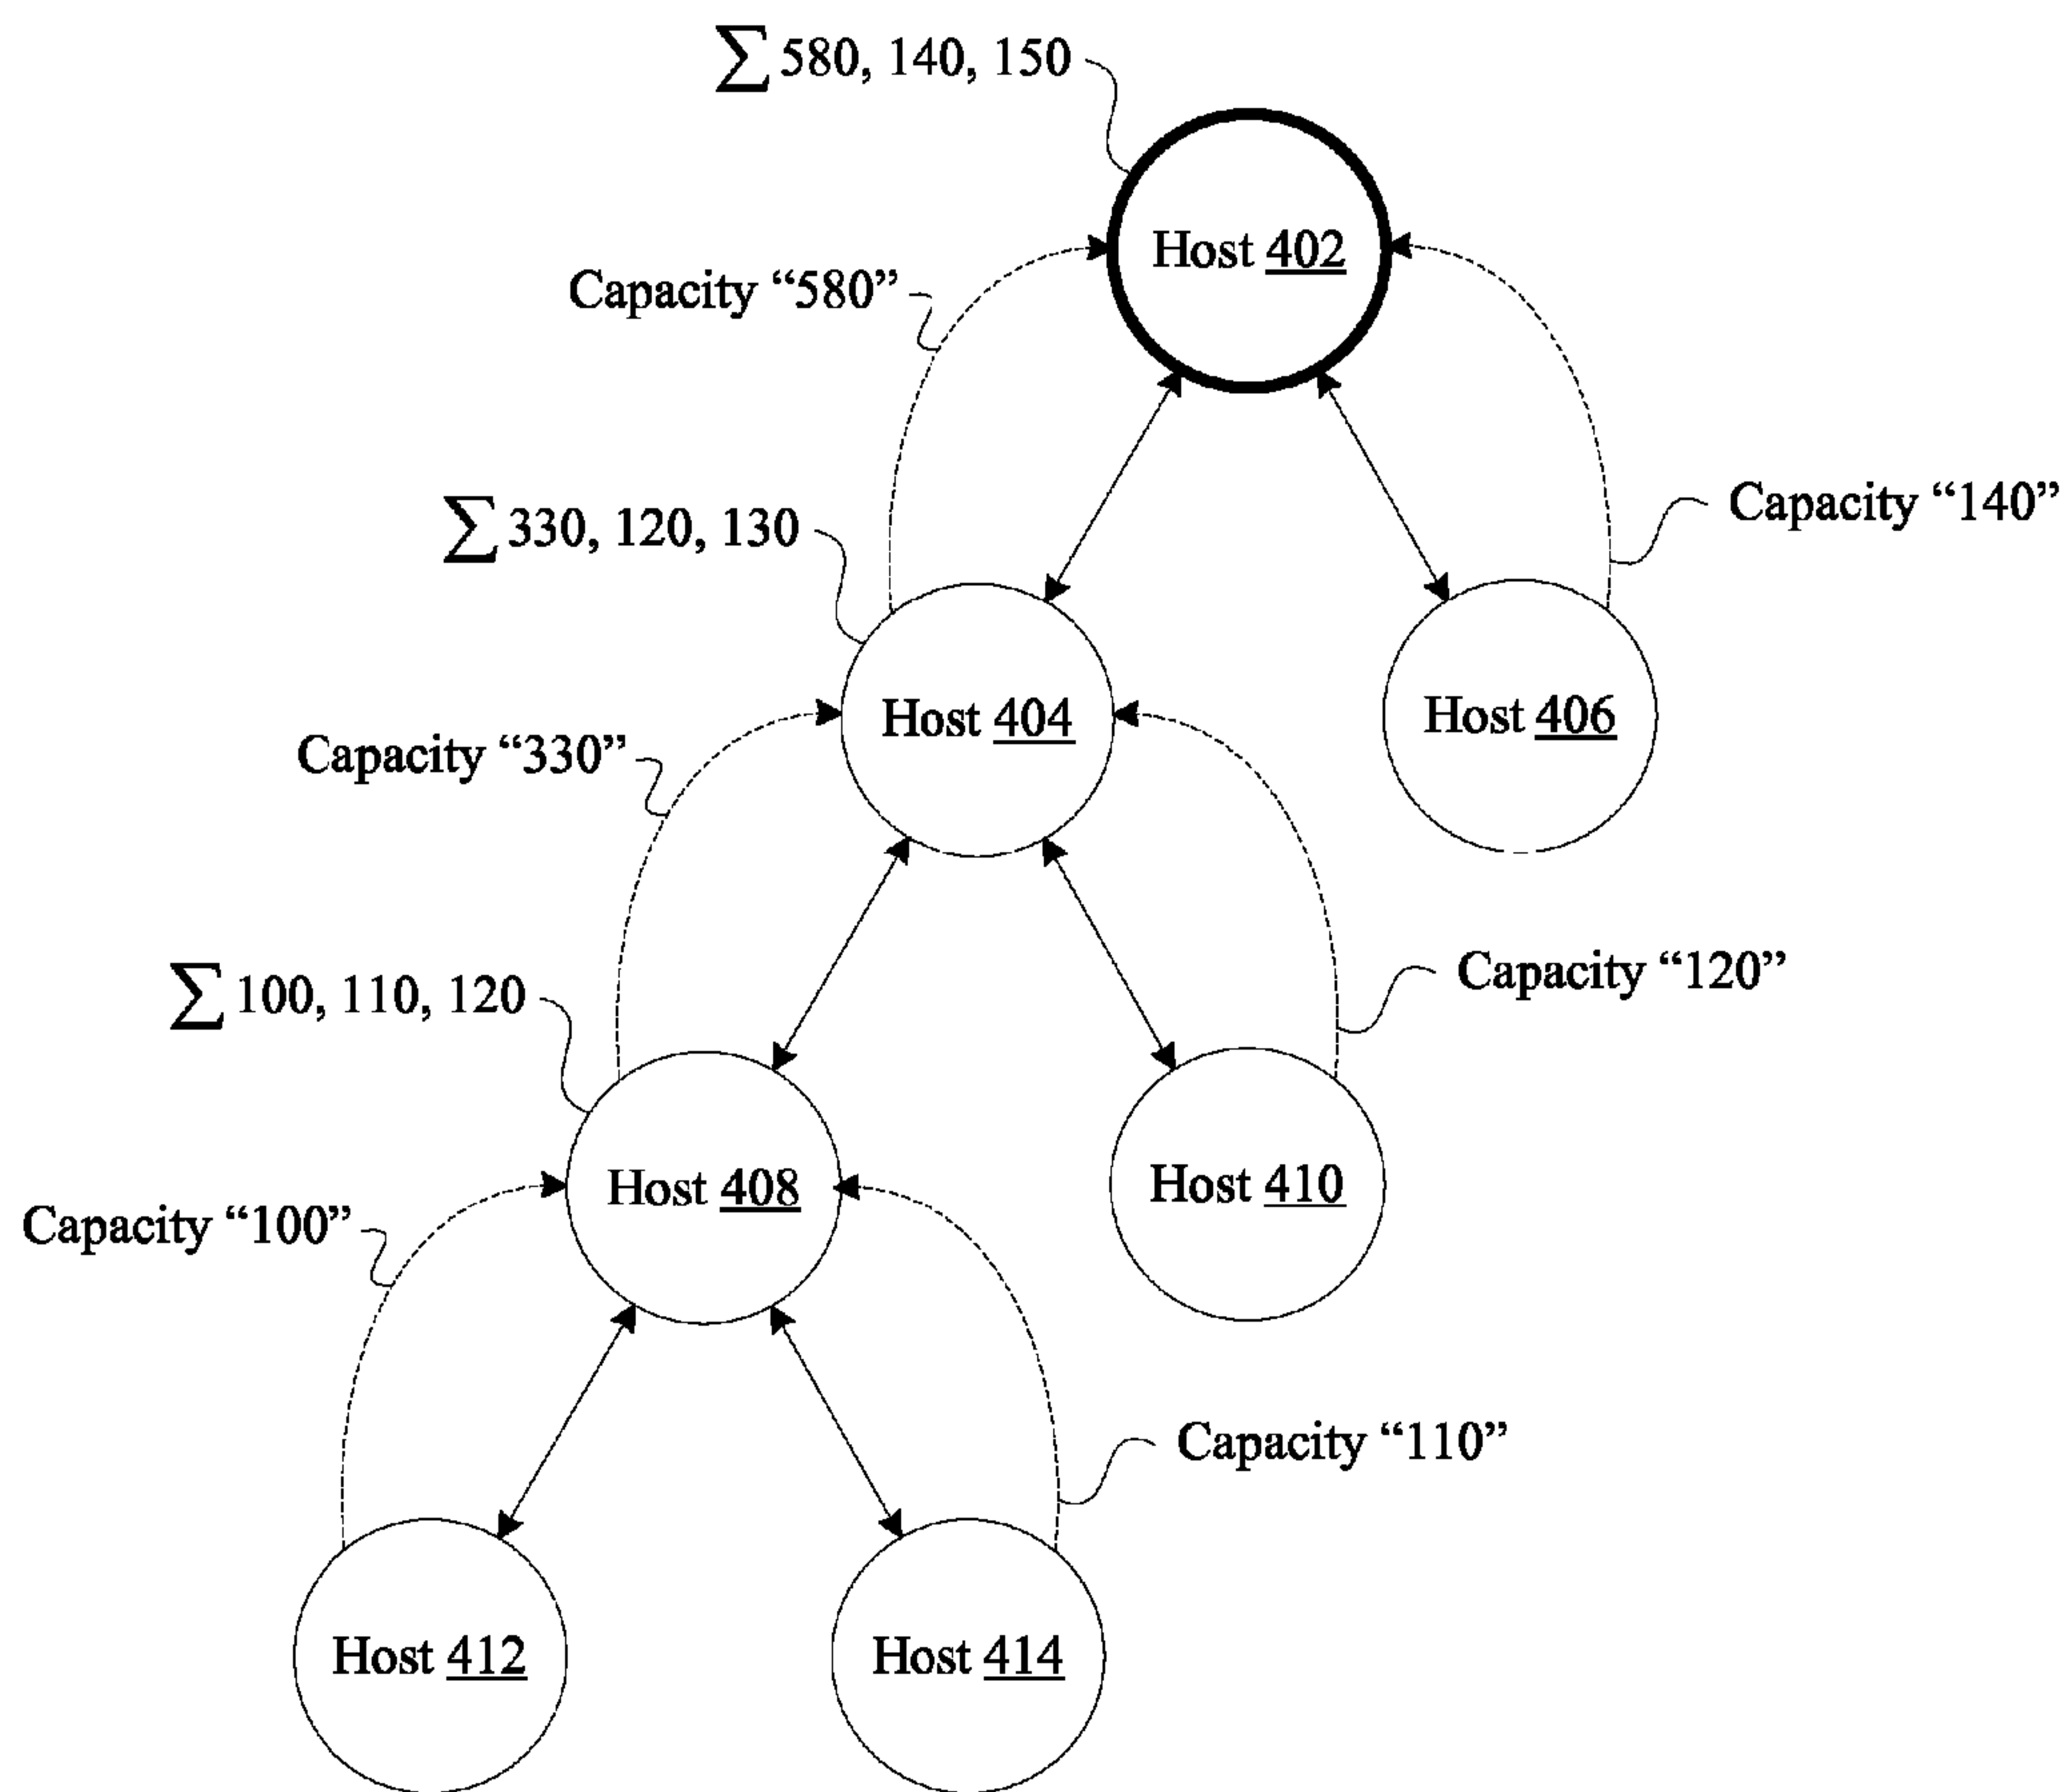 ∑ 580, 140, 150
Host 402
Capacity “580”
Capacity “140”
∑ 330, 120, 130
Host 404
Host 406
Capacity “330”
Capacity “120”
∑ 100, 110, 120
Host 408
Host 410
Capacity “100”
Capacity “110”
Host 412
Host 414